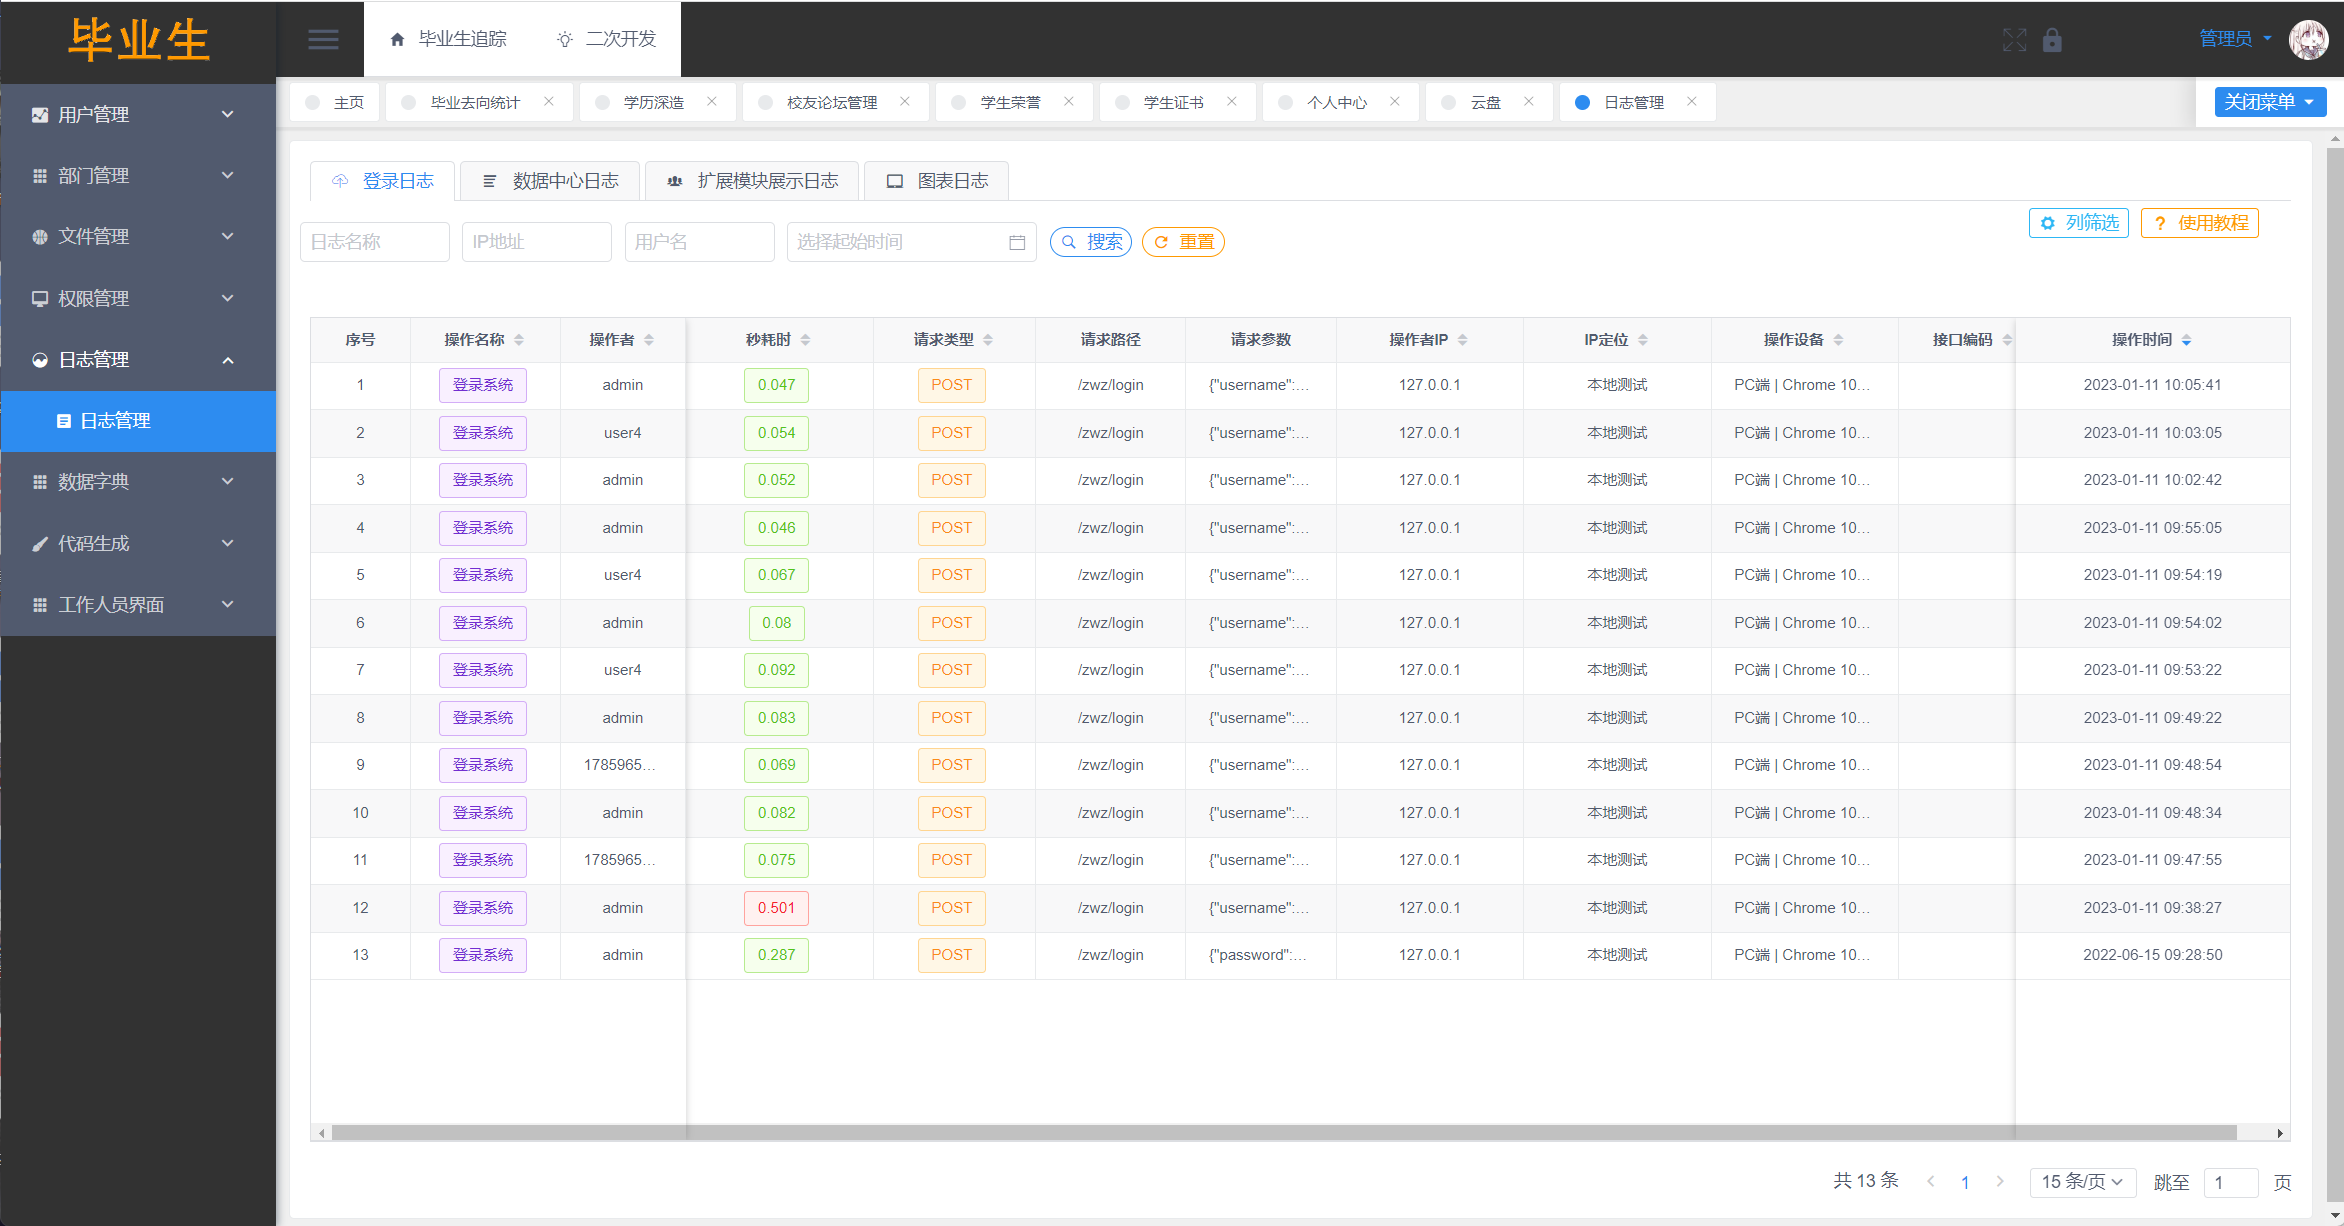 毕业生
毕业生追踪 二次开发 管理员
主页 毕业去向统计 学历深造 校友论坛管理 学生荣誉 学生证书 个人中心 云盘 日志管理 关闭菜单
用户管理
部门管理
文件管理
权限管理
日志管理
日志管理
数据字典
代码生成
工作人员界面
登录日志 数据中心日志 扩展模块展示日志 图表日志
日志名称 IP地址 用户名 选择起始时间 搜索 重置 列筛选 ? 使用教程
序号 操作名称 操作者 秒耗时 请求类型 请求路径 请求参数 操作者IP IP定位 操作设备 接口编码 操作时间
1 登录系统 admin 0.047 POST /zwz/login {"username":... 127.0.0.1 本地测试 PC端 | Chrome 10... 2023-01-11 10:05:41
2 登录系统 user4 0.054 POST /zwz/login {"username":... 127.0.0.1 本地测试 PC端 | Chrome 10... 2023-01-11 10:03:05
3 登录系统 admin 0.052 POST /zwz/login {"username":... 127.0.0.1 本地测试 PC端 | Chrome 10... 2023-01-11 10:02:42
4 登录系统 admin 0.046 POST /zwz/login {"username":... 127.0.0.1 本地测试 PC端 | Chrome 10... 2023-01-11 09:55:05
5 登录系统 user4 0.067 POST /zwz/login {"username":... 127.0.0.1 本地测试 PC端 | Chrome 10... 2023-01-11 09:54:19
6 登录系统 admin 0.08 POST /zwz/login {"username":... 127.0.0.1 本地测试 PC端 | Chrome 10... 2023-01-11 09:54:02
7 登录系统 user4 0.092 POST /zwz/login {"username":... 127.0.0.1 本地测试 PC端 | Chrome 10... 2023-01-11 09:53:22
8 登录系统 admin 0.083 POST /zwz/login {"username":... 127.0.0.1 本地测试 PC端 | Chrome 10... 2023-01-11 09:49:22
9 登录系统 1785965... 0.069 POST /zwz/login {"username":... 127.0.0.1 本地测试 PC端 | Chrome 10... 2023-01-11 09:48:54
10 登录系统 admin 0.082 POST /zwz/login {"username":... 127.0.0.1 本地测试 PC端 | Chrome 10... 2023-01-11 09:48:34
11 登录系统 1785965... 0.075 POST /zwz/login {"username":... 127.0.0.1 本地测试 PC端 | Chrome 10... 2023-01-11 09:47:55
12 登录系统 admin 0.501 POST /zwz/login {"username":... 127.0.0.1 本地测试 PC端 | Chrome 10... 2023-01-11 09:38:27
13 登录系统 admin 0.287 POST /zwz/login {"password":... 127.0.0.1 本地测试 PC端 | Chrome 10... 2022-06-15 09:28:50
共 13 条 1 15 条/页 跳至 1 页